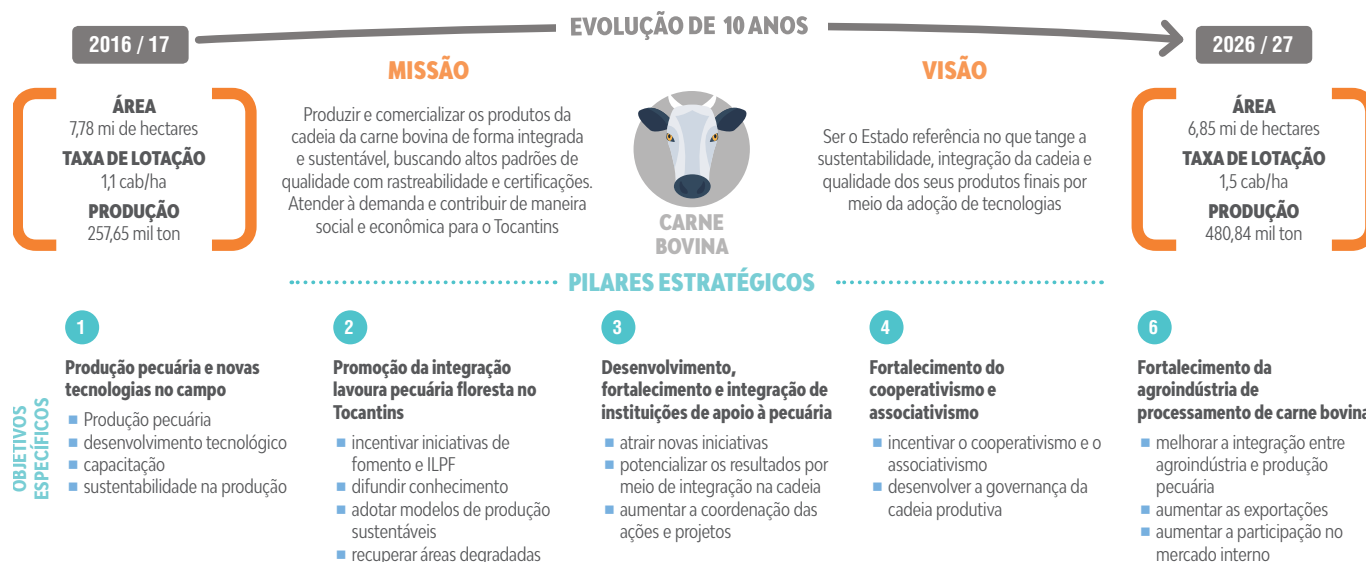 EVOLUÇÃO DE 10 ANOS
2016 / 17
2026 / 27
ÁREA
7,78 mi de hectares
TAXA DE LOTAÇÃO
1,1 cab/ha
PRODUÇÃO
257,65 mil ton
MISSÃO
Produzir e comercializar os produtos da
cadeia da carne bovina de forma integrada
e sustentável, buscando altos padrões de
qualidade com rastreabilidade e certificações.
Atender à demanda e contribuir de maneira
social e econômica para o Tocantins
CARNE
BOVINA
VISÃO
Ser o Estado referência no que tange a
sustentabilidade, integração da cadeia e
qualidade dos seus produtos finais por
meio da adoção de tecnologias
ÁREA
6,85 mi de hectares
TAXA DE LOTAÇÃO
1,5 cab/ha
PRODUÇÃO
480,84 mil ton
PILARES ESTRATÉGICOS
OBJETIVOS
ESPECÍFICOS
1
Produção pecuária e novas
tecnologias no campo
Produção pecuária
desenvolvimento tecnológico
capacitação
sustentabilidade na produção
2
Promoção da integração
lavoura pecuária floresta no
Tocantins
incentivar iniciativas de
fomento e ILPF
difundir conhecimento
adotar modelos de produção
sustentáveis
recuperar áreas degradadas
3
Desenvolvimento,
fortalecimento e integração de
instituições de apoio à pecuária
atrair novas iniciativas
potencializar os resultados por
meio de integração na cadeia
aumentar a coordenação das
ações e projetos
4
Fortalecimento do
cooperativismo e
associativismo
incentivar o cooperativismo e o
associativismo
desenvolver a governança da
cadeia produtiva
6
Fortalecimento da
agroindústria de
processamento de carne bovina
melhorar a integração entre
agroindústria e produção
pecuária
aumentar as exportações
aumentar a participação no
mercado interno